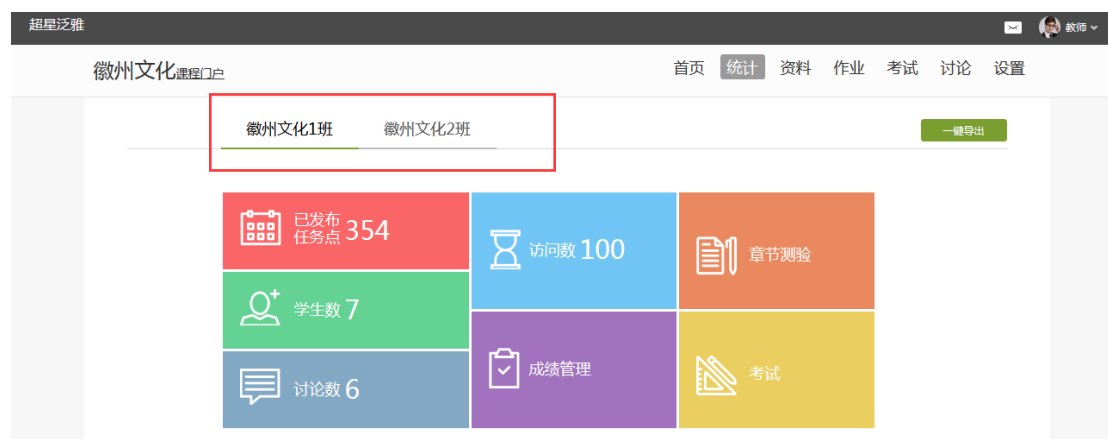 超星泛雅
教师
徽州文化课程门户
首页 统计 资料 作业 考试 讨论 设置
徽州文化1班 徽州文化2班
一键导出
已发布
任务点 354
学生数 7
讨论数 6
访问数 100
成绩管理
章节测验
考试